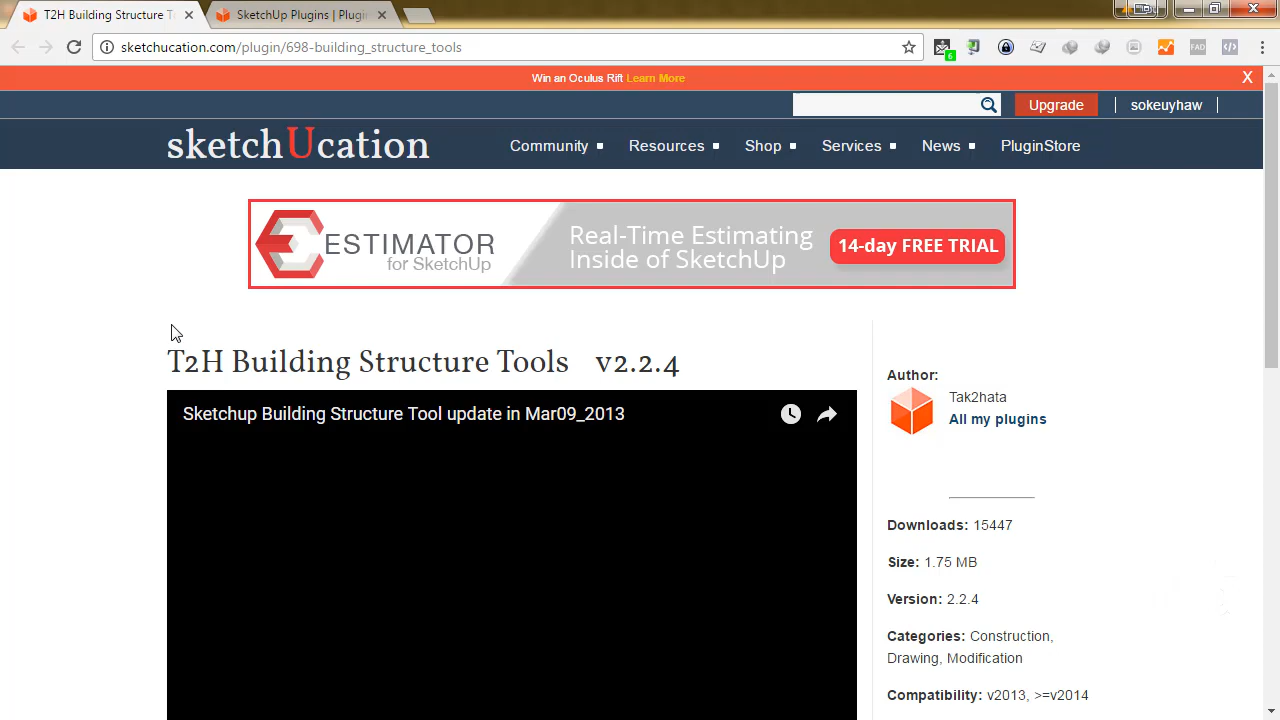 T2H Building Structure T
SketchUp Plugins | Plugin
sketchucation.com/plugin/698-building_structure_tools
6
FAD
Win an Oculus Rift Learn More
X
Upgrade
sokeuyhaw
sketchUcation
Community
Resources
Shop
Services
News
PluginStore
ESTIMATOR
for SketchUp
Real-Time Estimating
Inside of SketchUp
14-day FREE TRIAL
T2H Building Structure Tools v2.2.4
Sketchup Building Structure Tool update in Mar09_2013
Author:
Tak2hata
All my plugins
Downloads: 15447
Size: 1.75 MB
Version: 2.2.4
Categories: Construction,
Drawing, Modification
Compatibility: v2013, >=v2014